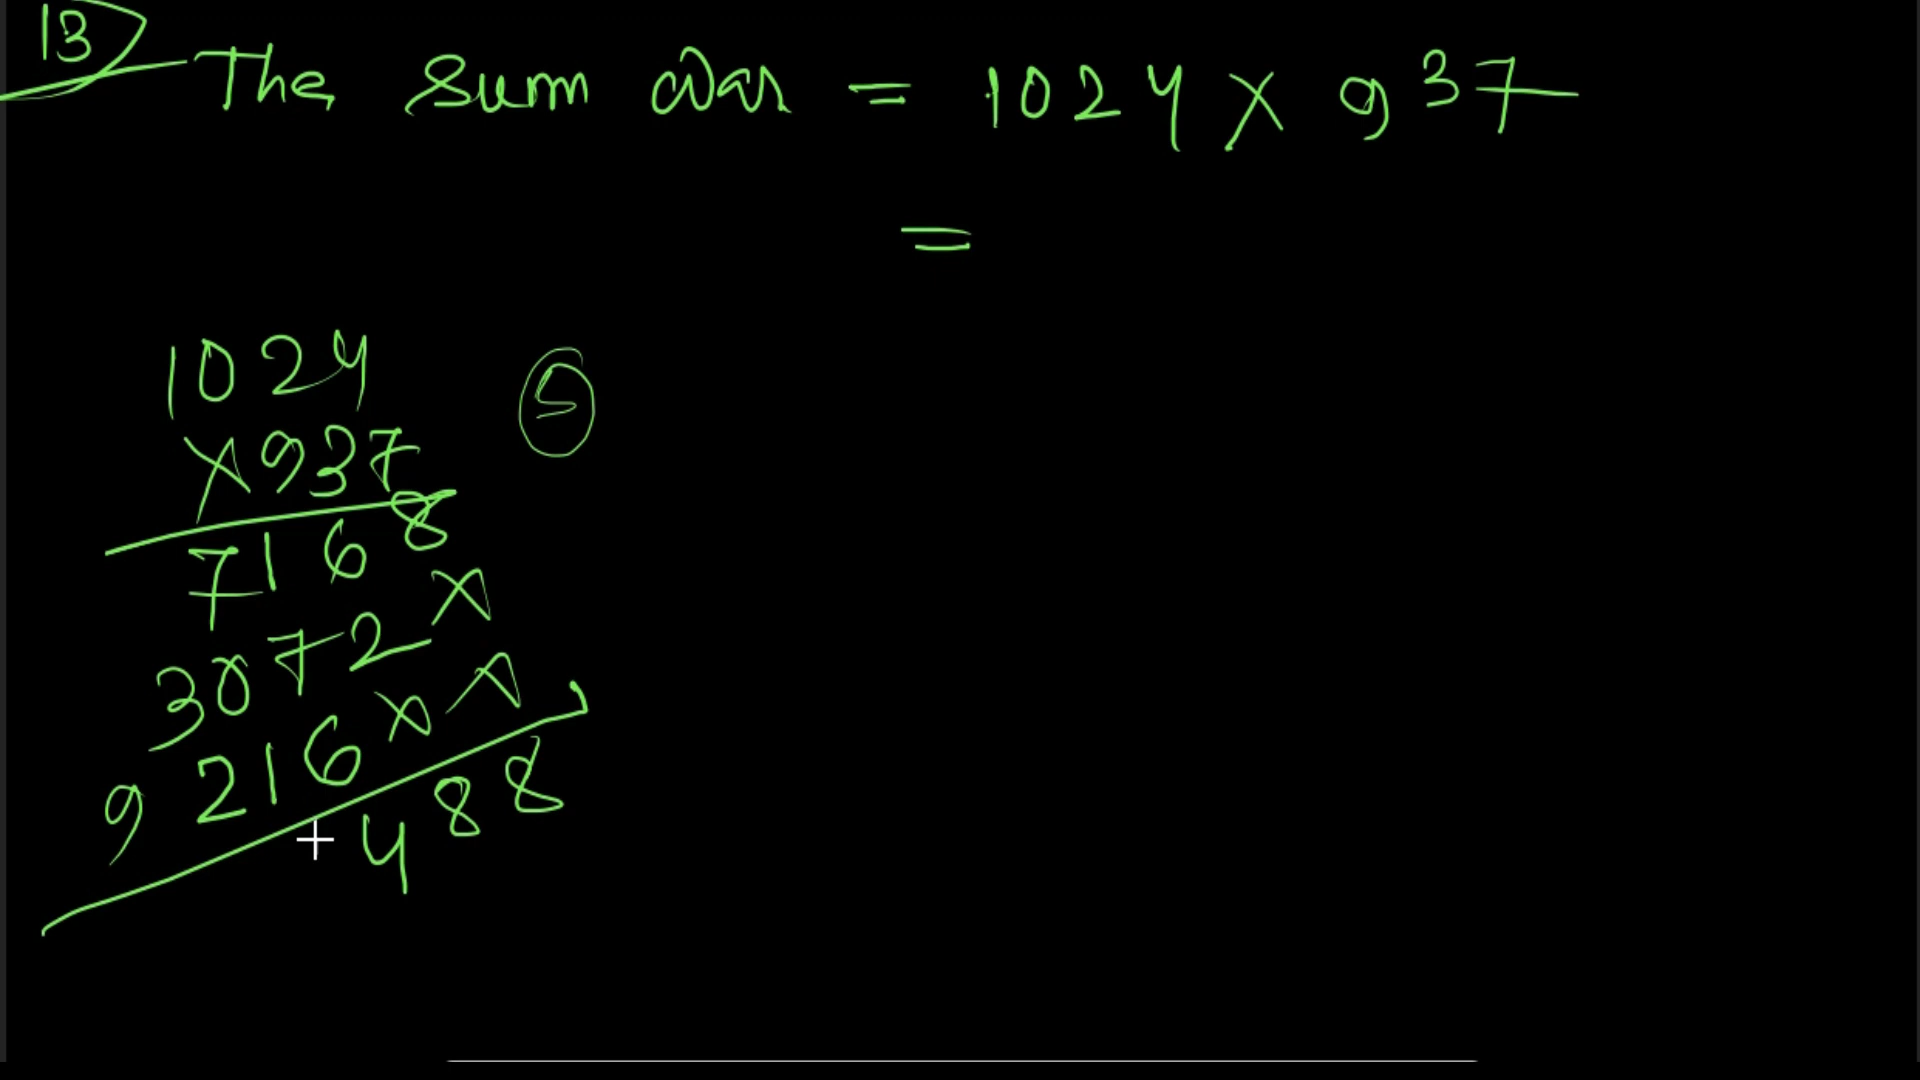 13
The sum was = 1024 X 937
=
1024
X937
7168
3072X
9216XX
488
5